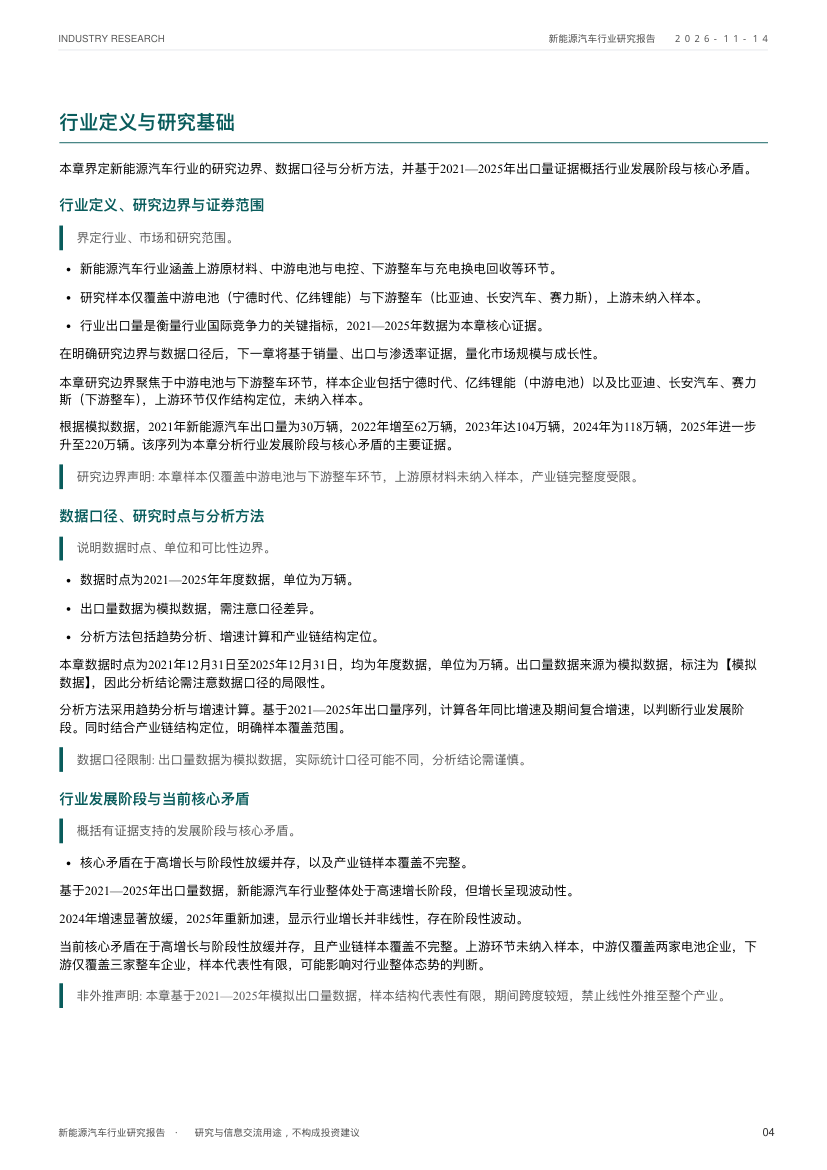 INDUSTRY RESEARCH
新能源汽车行业研究报告 2026-11-14
行业定义与研究基础
本章界定新能源汽车行业的研究边界、数据口径与分析方法，并基于2021—2025年出口量证据概括行业发展阶段与核心矛盾。
行业定义、研究边界与证券范围
界定行业、市场和研究范围。
• 新能源汽车行业涵盖上游原材料、中游电池与电控、下游整车与充电换电回收等环节。
• 研究样本仅覆盖中游电池（宁德时代、亿纬锂能）与下游整车（比亚迪、长安汽车、赛力斯），上游未纳入样本。
• 行业出口量是衡量行业国际竞争力的关键指标，2021—2025年数据为本章核心证据。
在明确研究边界与数据口径后，下一章将基于销量、出口与渗透率证据，量化市场规模与成长性。
本章研究边界聚焦于中游电池与下游整车环节，样本企业包括宁德时代、亿纬锂能（中游电池）以及比亚迪、长安汽车、赛力
斯（下游整车），上游环节仅作结构定位，未纳入样本。
根据模拟数据，2021年新能源汽车出口量为30万辆，2022年增至62万辆，2023年达104万辆，2024年为118万辆，2025年进一步
升至220万辆。该序列为本章分析行业发展阶段与核心矛盾的主要证据。
研究边界声明: 本章样本仅覆盖中游电池与下游整车环节，上游原材料未纳入样本，产业链完整度受限。
数据口径、研究时点与分析方法
说明数据时点、单位和可比性边界。
• 数据时点为2021—2025年年度数据，单位为万辆。
• 出口量数据为模拟数据，需注意口径差异。
• 分析方法包括趋势分析、增速计算和产业链结构定位。
本章数据时点为2021年12月31日至2025年12月31日，均为年度数据，单位为万辆。出口量数据来源为模拟数据，标注为【模拟
数据】，因此分析结论需注意数据口径的局限性。
分析方法采用趋势分析与增速计算。基于2021—2025年出口量序列，计算各年同比增速及期间复合增速，以判断行业发展阶
段。同时结合产业链结构定位，明确样本覆盖范围。
数据口径限制: 出口量数据为模拟数据，实际统计口径可能不同，分析结论需谨慎。
行业发展阶段与当前核心矛盾
概括有证据支持的发展阶段与核心矛盾。
• 核心矛盾在于高增长与阶段性放缓并存，以及产业链样本覆盖不完整。
基于2021—2025年出口量数据，新能源汽车行业整体处于高速增长阶段，但增长呈现波动性。
2024年增速显著放缓，2025年重新加速，显示行业增长并非线性，存在阶段性波动。
当前核心矛盾在于高增长与阶段性放缓并存，且产业链样本覆盖不完整。上游环节未纳入样本，中游仅覆盖两家电池企业，下
游仅覆盖三家整车企业，样本代表性有限，可能影响对行业整体态势的判断。
非外推声明: 本章基于2021—2025年模拟出口量数据，样本结构代表性有限，期间跨度较短，禁止线性外推至整个产业。
新能源汽车行业研究报告 · 研究与信息交流用途，不构成投资建议
04